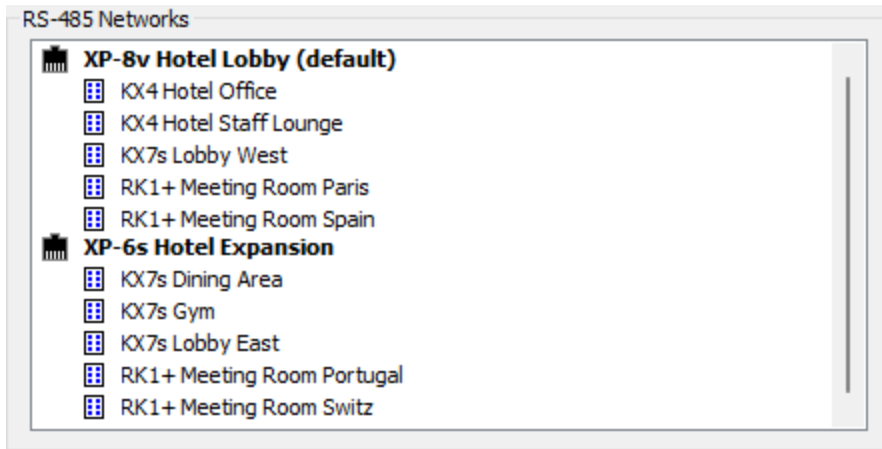 RS-485 Networks
XP-8v Hotel Lobby (default)
KX4 Hotel Office
KX4 Hotel Staff Lounge
KX7s Lobby West
RK1+ Meeting Room Paris
RK1+ Meeting Room Spain
XP-6s Hotel Expansion
KX7s Dining Area
KX7s Gym
KX7s Lobby East
RK1+ Meeting Room Portugal
RK1+ Meeting Room Switz